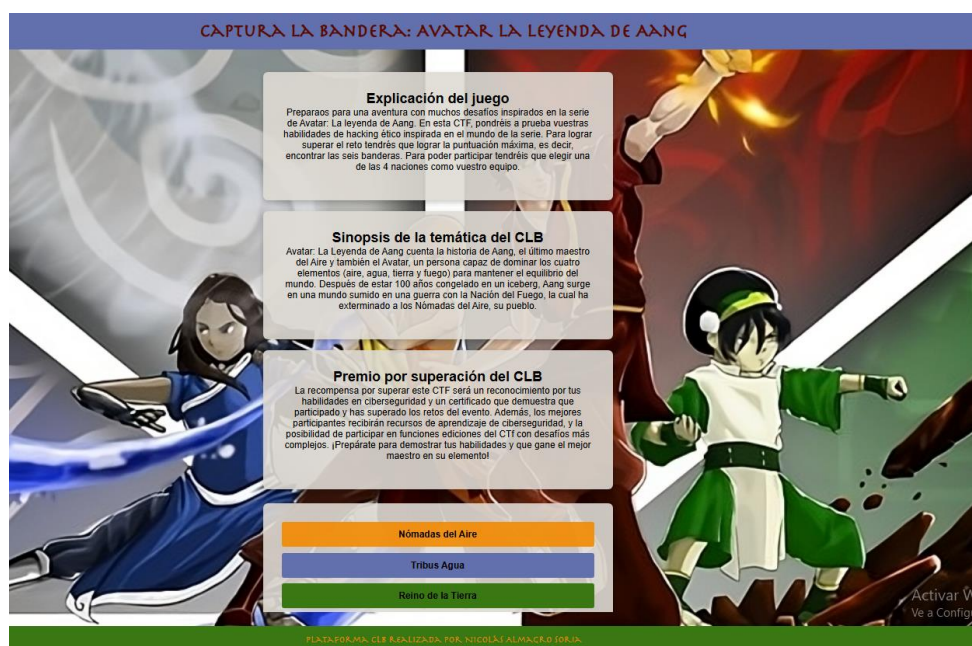 CAPTURA LA BANDERA: AVATAR LA LEYENDA DE AANG
Explicación del juego
Preparaos para una aventura con muchos desafíos inspirados en la serie
de Avatar: La leyenda de Aang. En esta CTF, pondréis a prueba vuestras
habilidades de hacking ético inspirada en el mundo de la serie. Para lograr
superar el reto tendréis que lograr la puntuación máxima, es decir,
encontrar las seis banderas. Para poder participar tendréis que elegir una
de las 4 naciones como vuestro equipo.
Sinopsis de la temática del CLB
Avatar: La Leyenda de Aang cuenta la historia de Aang, el último maestro
del Aire y también el Avatar, un persona capaz de dominar los cuatro
elementos (aire, agua, tierra y fuego) para mantener el equilibrio del
mundo. Después de estar 100 años congelado en un iceberg, Aang surge
en una mundo sumido en una guerra con la Nación del Fuego, la cual ha
exterminado a los Nómadas del Aire, su pueblo.
Premio por superación del CLB
La recompensa por superar este CTF será un reconocimiento por tus
habilidades en ciberseguridad y un certificado que demuestra que
participado y has superado los retos del evento. Además, los mejores
participantes recibirán recursos de aprendizaje de ciberseguridad, y la
posibilidad de participar en funciones ediciones del CTf con desafíos más
complejos. ¡Prepárate para demostrar tus habilidades y que gane el mejor
maestro en su elemento!
Nómadas del Aire
Tribus Agua
Reino de la Tierra
Activar W
Ve a Config
PLATAFORMA CLB REALIZADA POR NICOLÁS ALMAGRO SORIA